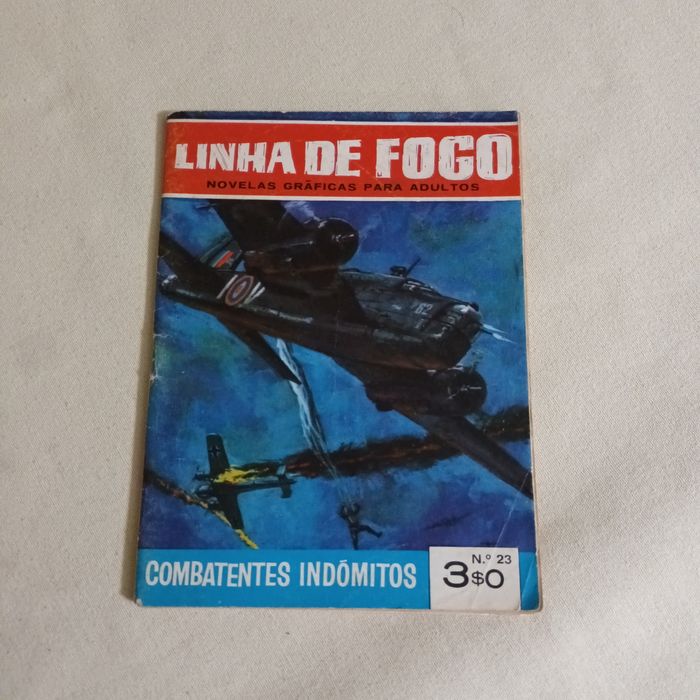 LINHA DE FOGO
NOVELAS GRÁFICAS PARA ADULTOS
COMBATENTES INDÓMITOS
N.º 23
3$0